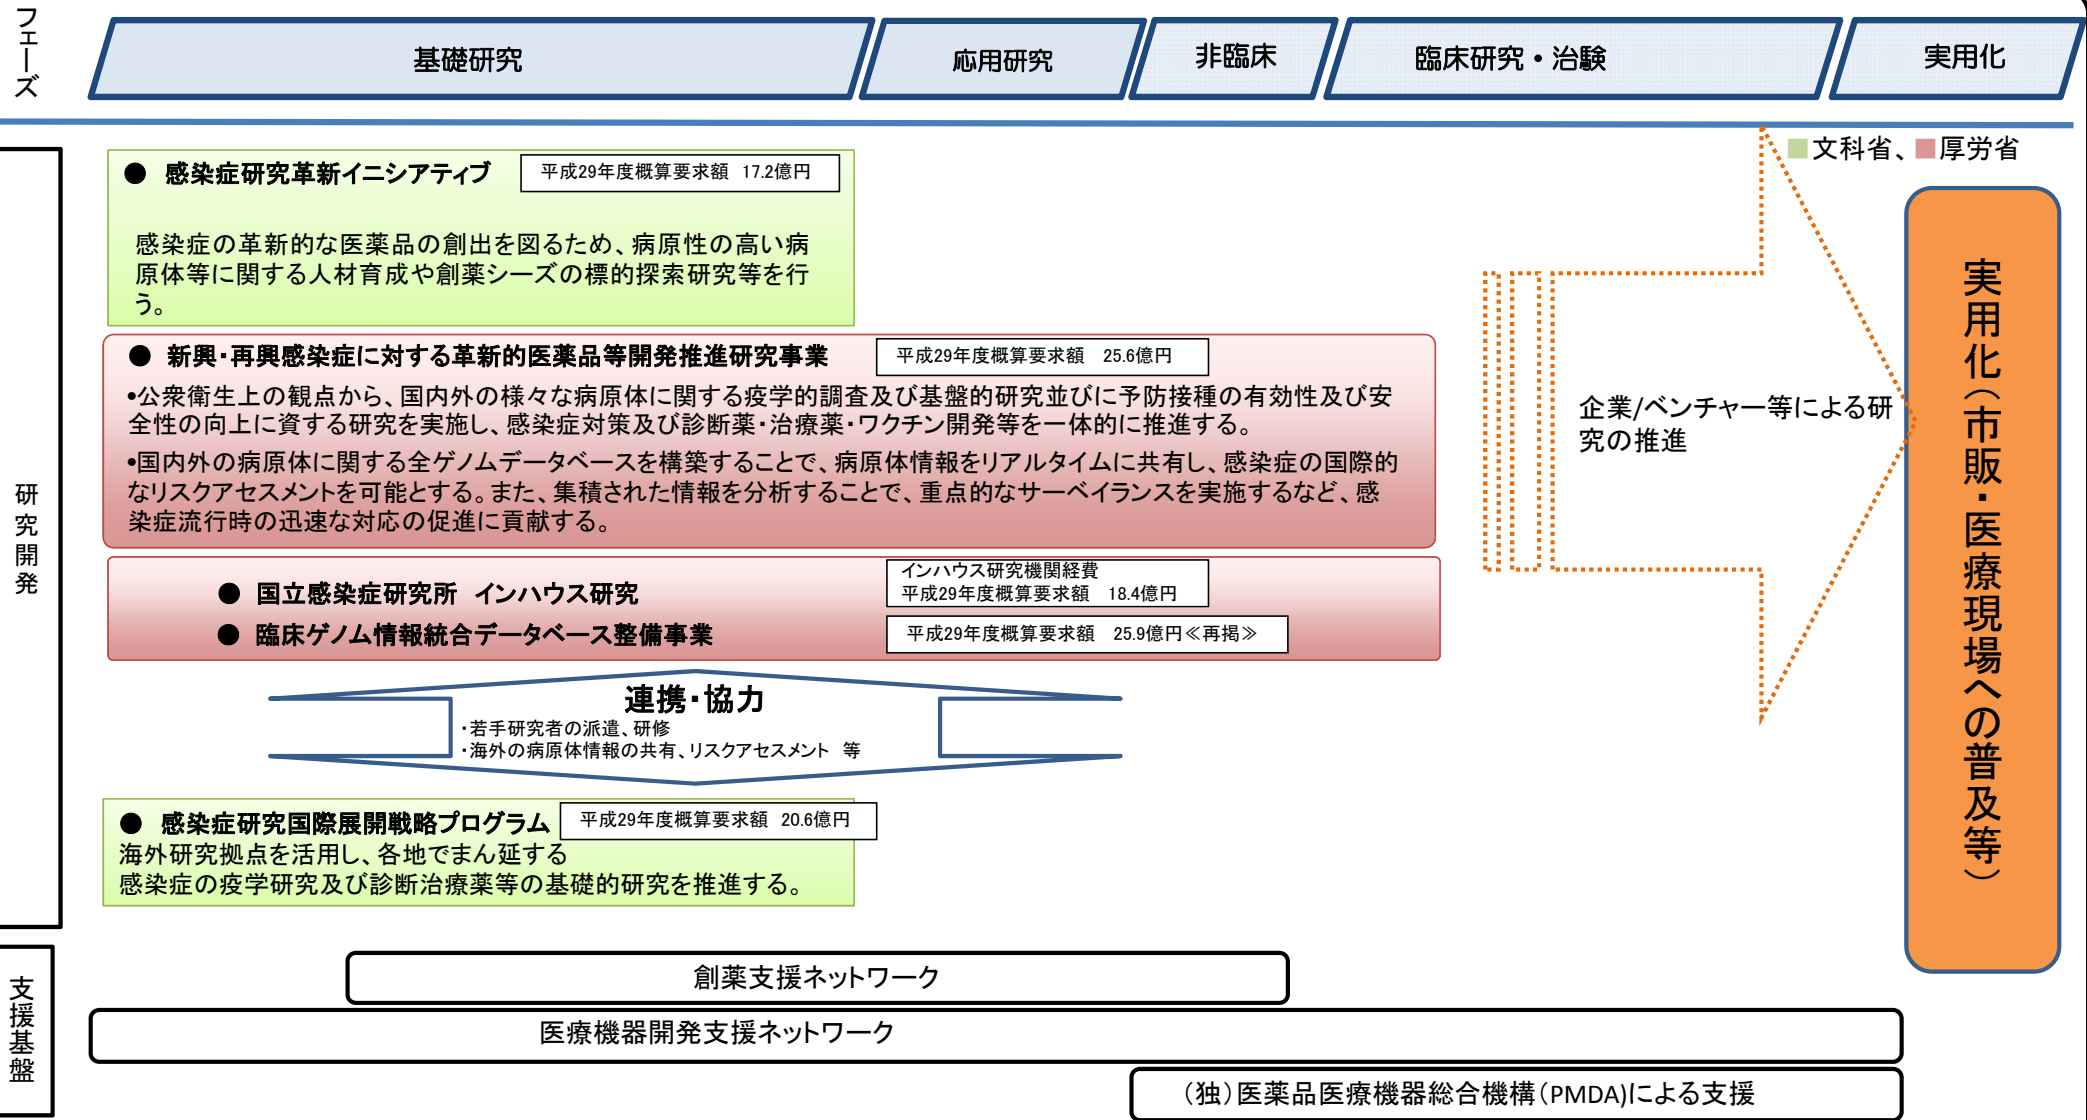 フェーズ
基礎研究
応用研究
非臨床
臨床研究・治験
実用化
文科省、厚労省
研究開発
● 感染症研究革新イニシアティブ
平成29年度概算要求額 17.2億円
感染症の革新的な医薬品の創出を図るため、病原性の高い病
原体等に関する人材育成や創薬シーズの標的探索研究等を行
う。
● 新興・再興感染症に対する革新的医薬品等開発推進研究事業
平成29年度概算要求額 25.6億円
•公衆衛生上の観点から、国内外の様々な病原体に関する疫学的調査及び基盤的研究並びに予防接種の有効性及び安
全性の向上に資する研究を実施し、感染症対策及び診断薬・治療薬・ワクチン開発等を一体的に推進する。
•国内外の病原体に関する全ゲノムデータベースを構築することで、病原体情報をリアルタイムに共有し、感染症の国際的
なリスクアセスメントを可能とする。また、集積された情報を分析することで、重点的なサーベイランスを実施するなど、感
染症流行時の迅速な対応の促進に貢献する。
● 国立感染症研究所 インハウス研究
インハウス研究機関経費
平成29年度概算要求額 18.4億円
● 臨床ゲノム情報統合データベース整備事業
平成29年度概算要求額 25.9億円≪再掲≫
連携・協力
・若手研究者の派遣、研修
・海外の病原体情報の共有、リスクアセスメント 等
● 感染症研究国際展開戦略プログラム
平成29年度概算要求額 20.6億円
海外研究拠点を活用し、各地でまん延する
感染症の疫学研究及び診断治療薬等の基礎的研究を推進する。
企業/ベンチャー等による研
究の推進
実用化(市販・医療現場への普及等)
支援基盤
創薬支援ネットワーク
医療機器開発支援ネットワーク
(独)医薬品医療機器総合機構(PMDA)による支援